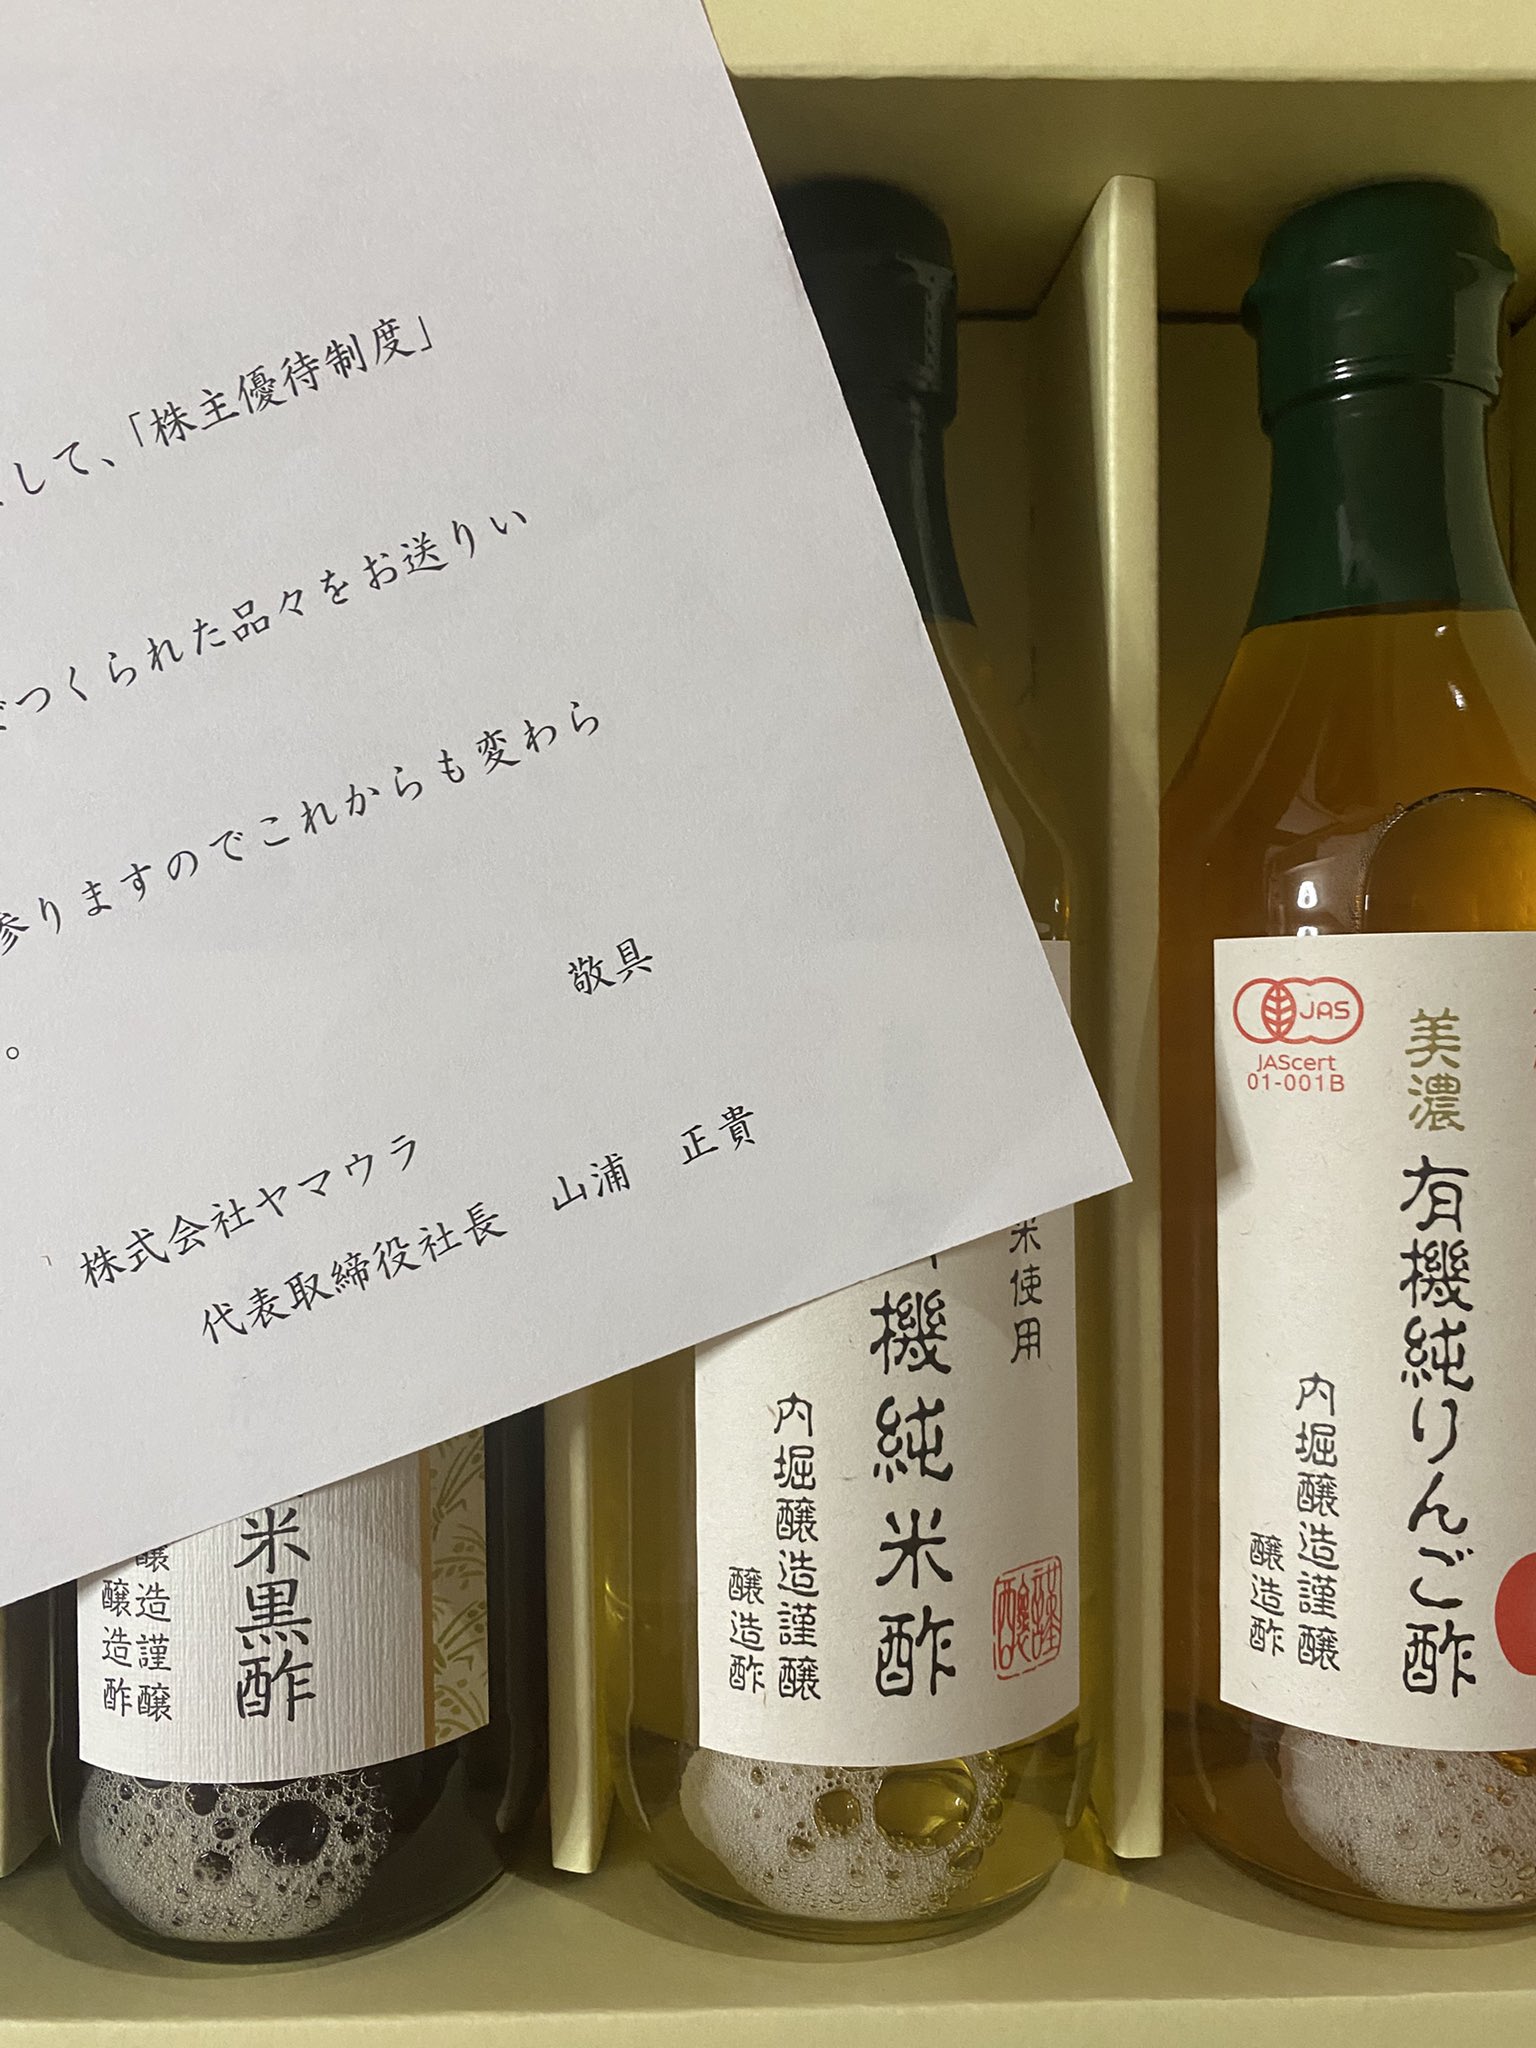 して、「株主優待制度」
つくられた品々をお送りい
参りますのでこれからも変わら
。
敬具
株式会社ヤマウラ
代表取締役社長 山浦 正貴
米黒酢
醸造謹醸
醸造酢
米使用
機純米酢
内堀醸造謹醸
醸造酢
謹醸
JAS
JAScert
01-001B
美濃
有機純りんご酢
内堀醸造謹醸
醸造酢